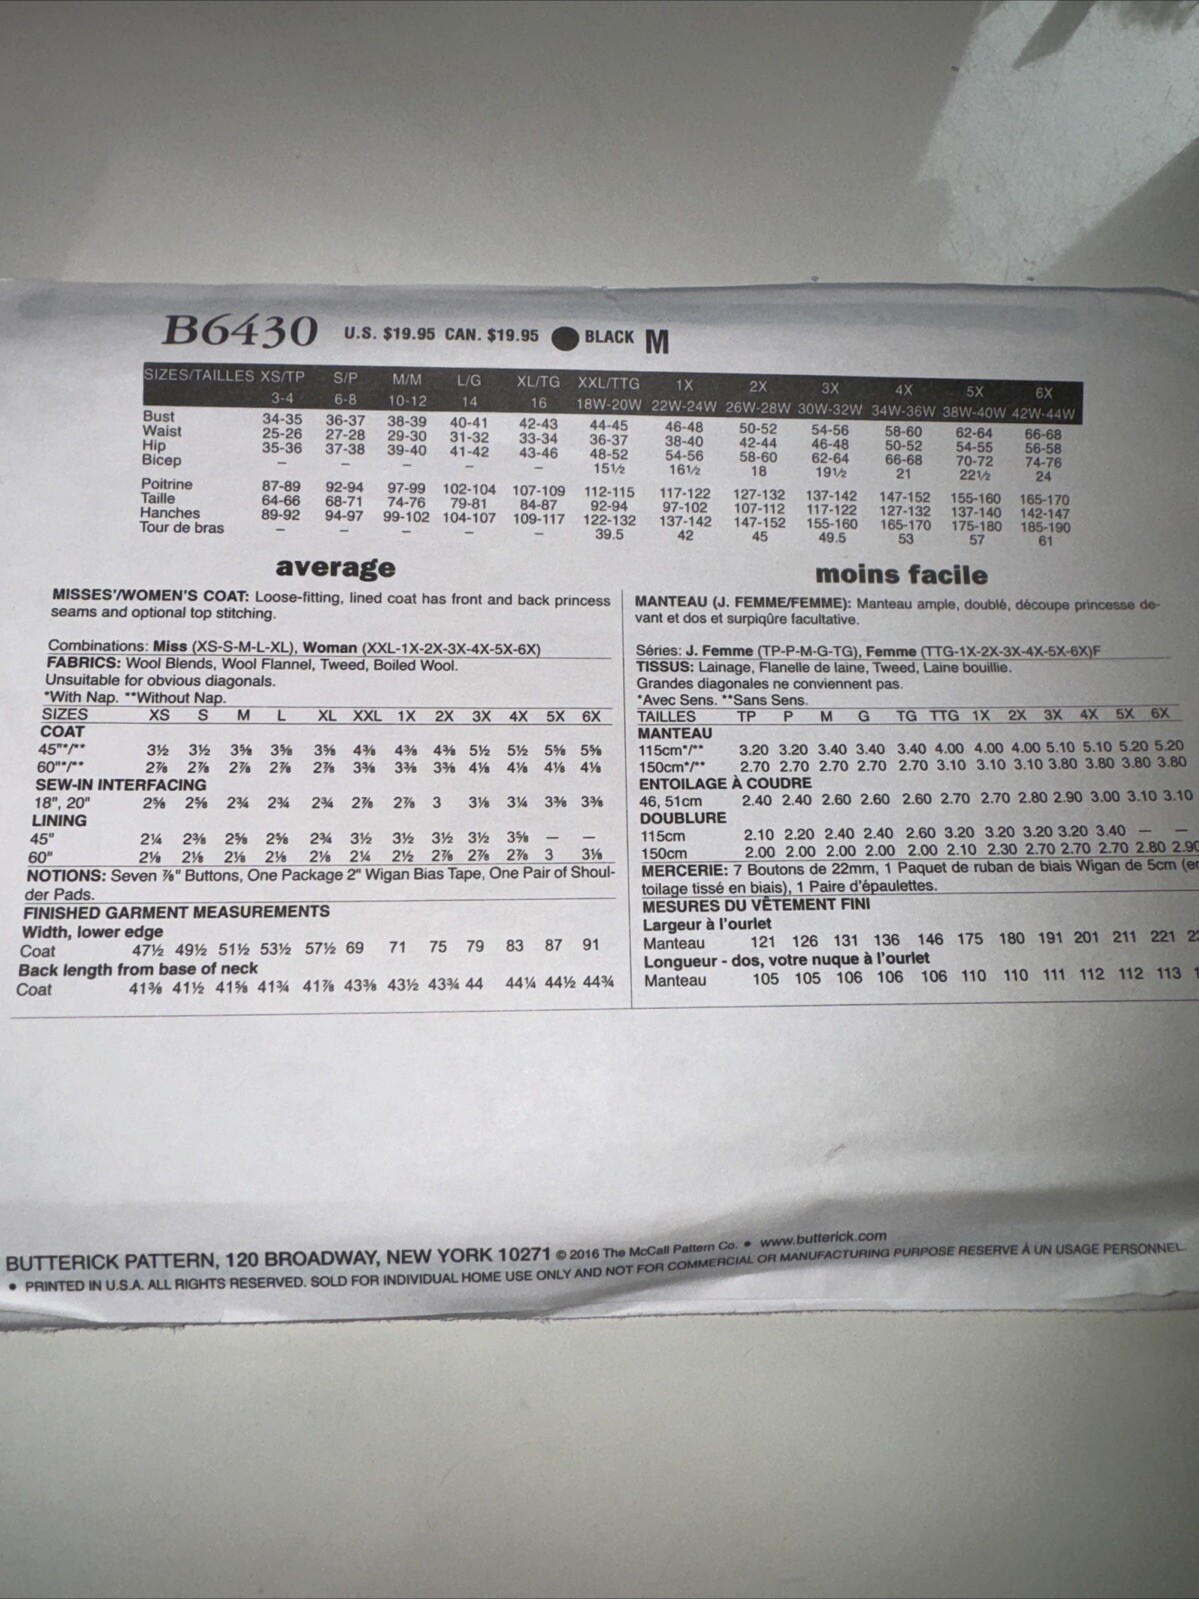 B6430 U.S. $19.95 CAN. $19.95 BLACK M
SIZES/TAILLES XS/TP S/P M/M L/G XL/TG XXL/TTG 1X 2X 3X 4X 5X 6X
3-4 6-8 10-12 14 16 18W-20W 22W-24W 26W-28W 30W-32W 34W-36W 38W-40W 42W-44W
Bust 34-35 36-37 38-39 40-41 42-43 44-45 46-48 50-52 54-56 58-60 62-64 66-68
Waist 25-26 27-28 29-30 31-32 33-34 36-37 38-40 42-44 46-48 50-52 54-55 56-58
Hip 35-36 37-38 39-40 41-42 43-46 48-52 54-56 58-60 62-64 66-68 70-72 74-76
Bicep – – – – – 15½ 16½ 18 19½ 21 22½ 24
Poitrine 87-89 92-94 97-99 102-104 107-109 112-115 117-122 127-132 137-142 147-152 155-160 165-170
Taille 64-66 68-71 74-76 79-81 84-87 92-94 97-102 107-112 117-122 127-132 137-140 142-147
Hanches 89-92 94-97 99-102 104-107 109-117 122-132 137-142 147-152 155-160 165-170 175-180 185-190
Tour de bras – – – – – 39.5 42 45 49.5 53 57 61
average
MISSES'/WOMEN'S COAT: Loose-fitting, lined coat has front and back princess
seams and optional top stitching.
Combinations: Miss (XS-S-M-L-XL), Woman (XXL-1X-2X-3X-4X-5X-6X)
FABRICS: Wool Blends, Wool Flannel, Tweed, Boiled Wool.
Unsuitable for obvious diagonals.
*With Nap. **Without Nap.
SIZES XS S M L XL XXL 1X 2X 3X 4X 5X 6X
COAT
45"*/** 3½ 3½ 3⅝ 3⅝ 3⅝ 4⅜ 4⅜ 4⅜ 5½ 5½ 5⅝ 5⅝
60"*/** 2⅞ 2⅞ 2⅞ 2⅞ 2⅞ 3⅜ 3⅜ 3⅜ 4⅛ 4⅛ 4⅛ 4⅛
SEW-IN INTERFACING
18", 20" 2⅝ 2⅝ 2¾ 2¾ 2¾ 2⅞ 2⅞ 3 3⅛ 3¼ 3⅜ 3⅜
LINING
45" 2¼ 2⅜ 2⅝ 2⅝ 2¾ 3½ 3½ 3½ 3½ 3⅝ — —
60" 2⅛ 2⅛ 2⅛ 2⅛ 2⅛ 2¼ 2½ 2⅞ 2⅞ 2⅞ 3 3⅛
NOTIONS: Seven ⅞" Buttons, One Package 2" Wigan Bias Tape, One Pair of Shoul-
der Pads.
FINISHED GARMENT MEASUREMENTS
Width, lower edge
Coat 47½ 49½ 51½ 53½ 57½ 69 71 75 79 83 87 91
Back length from base of neck
Coat 41⅜ 41½ 41⅝ 41¾ 41⅞ 43⅜ 43½ 43¾ 44 44¼ 44½ 44¾
moins facile
MANTEAU (J. FEMME/FEMME): Manteau ample, doublé, découpe princesse de-
vant et dos et surpiqûre facultative.
Séries: J. Femme (TP-P-M-G-TG), Femme (TTG-1X-2X-3X-4X-5X-6X)F
TISSUS: Lainage, Flanelle de laine, Tweed, Laine bouillie.
Grandes diagonales ne conviennent pas.
*Avec Sens. **Sans Sens.
TAILLES TP P M G TG TTG 1X 2X 3X 4X 5X 6X
MANTEAU
115cm*/** 3.20 3.20 3.40 3.40 3.40 4.00 4.00 4.00 5.10 5.10 5.20 5.20
150cm*/** 2.70 2.70 2.70 2.70 2.70 3.10 3.10 3.10 3.80 3.80 3.80 3.80
ENTOILAGE À COUDRE
46, 51cm 2.40 2.40 2.60 2.60 2.60 2.70 2.70 2.80 2.90 3.00 3.10 3.10
DOUBLURE
115cm 2.10 2.20 2.40 2.40 2.60 3.20 3.20 3.20 3.20 3.40 — —
150cm 2.00 2.00 2.00 2.00 2.00 2.10 2.30 2.70 2.70 2.70 2.80 2.90
MERCERIE: 7 Boutons de 22mm, 1 Paquet de ruban de biais Wigan de 5cm (en
toilage tissé en biais), 1 Paire d'épaulettes.
MESURES DU VÊTEMENT FINI
Largeur à l'ourlet
Manteau 121 126 131 136 146 175 180 191 201 211 221
Longueur - dos, votre nuque à l'ourlet
Manteau 105 105 106 106 106 110 110 111 112 112 113
BUTTERICK PATTERN, 120 BROADWAY, NEW YORK 10271 © 2016 The McCall Pattern Co. • www.butterick.com
• PRINTED IN U.S.A. ALL RIGHTS RESERVED. SOLD FOR INDIVIDUAL HOME USE ONLY AND NOT FOR COMMERCIAL OR MANUFACTURING PURPOSE RESERVE À UN USAGE PERSONNEL.